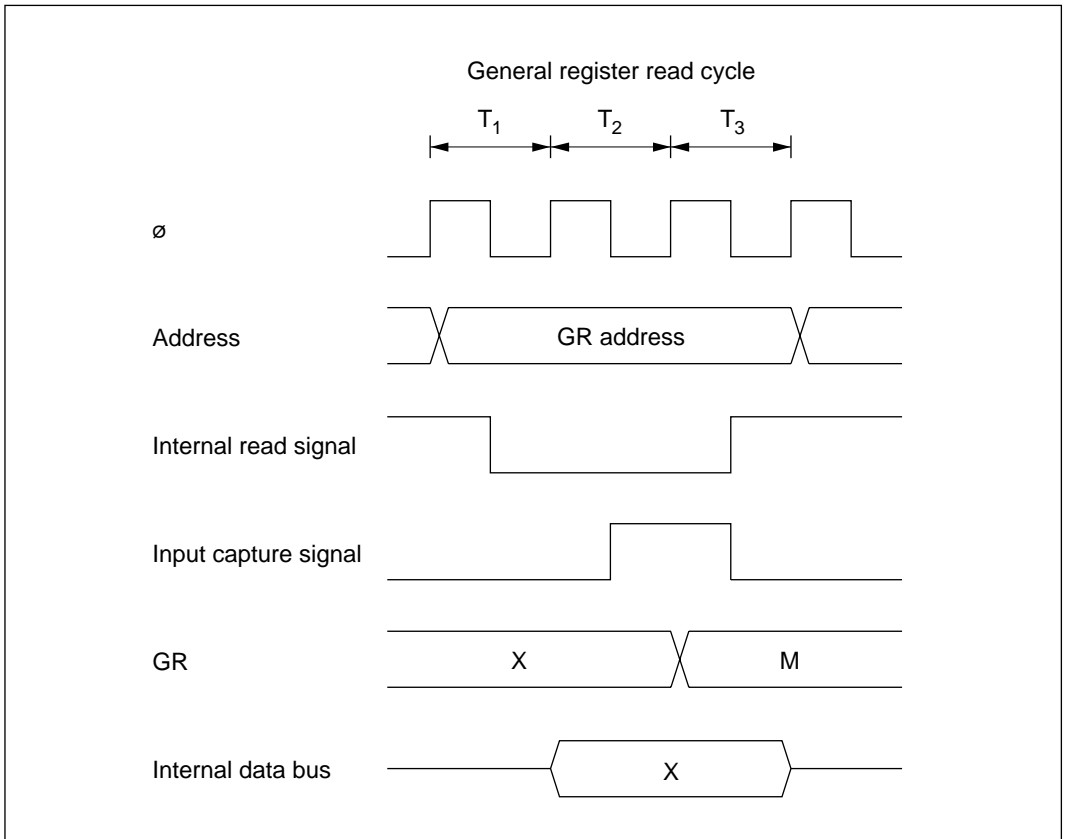 General register read cycle
T1 T2 T3
ø
Address GR address
Internal read signal
Input capture signal
GR X M
Internal data bus X